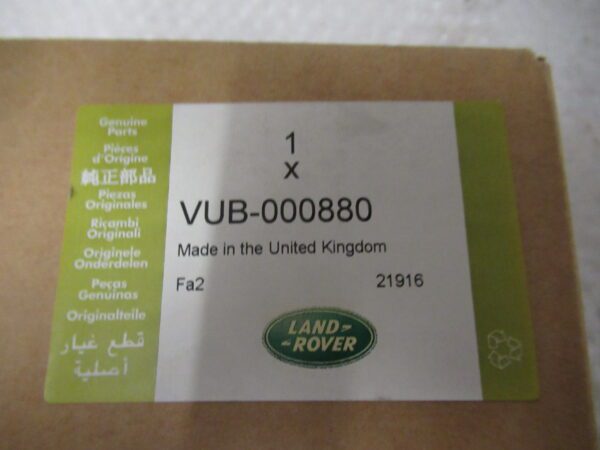 Genuine
Parts
Pièces
d'Origine
純正部品
Piezas
Originales
Ricambi
Originali
Originele
Onderdelen
Peças
Genuinas
Originalteile
قطع غيار
أصلية
1
x
VUB-000880
Made in the United Kingdom
Fa2
21916
LAND
ROVER